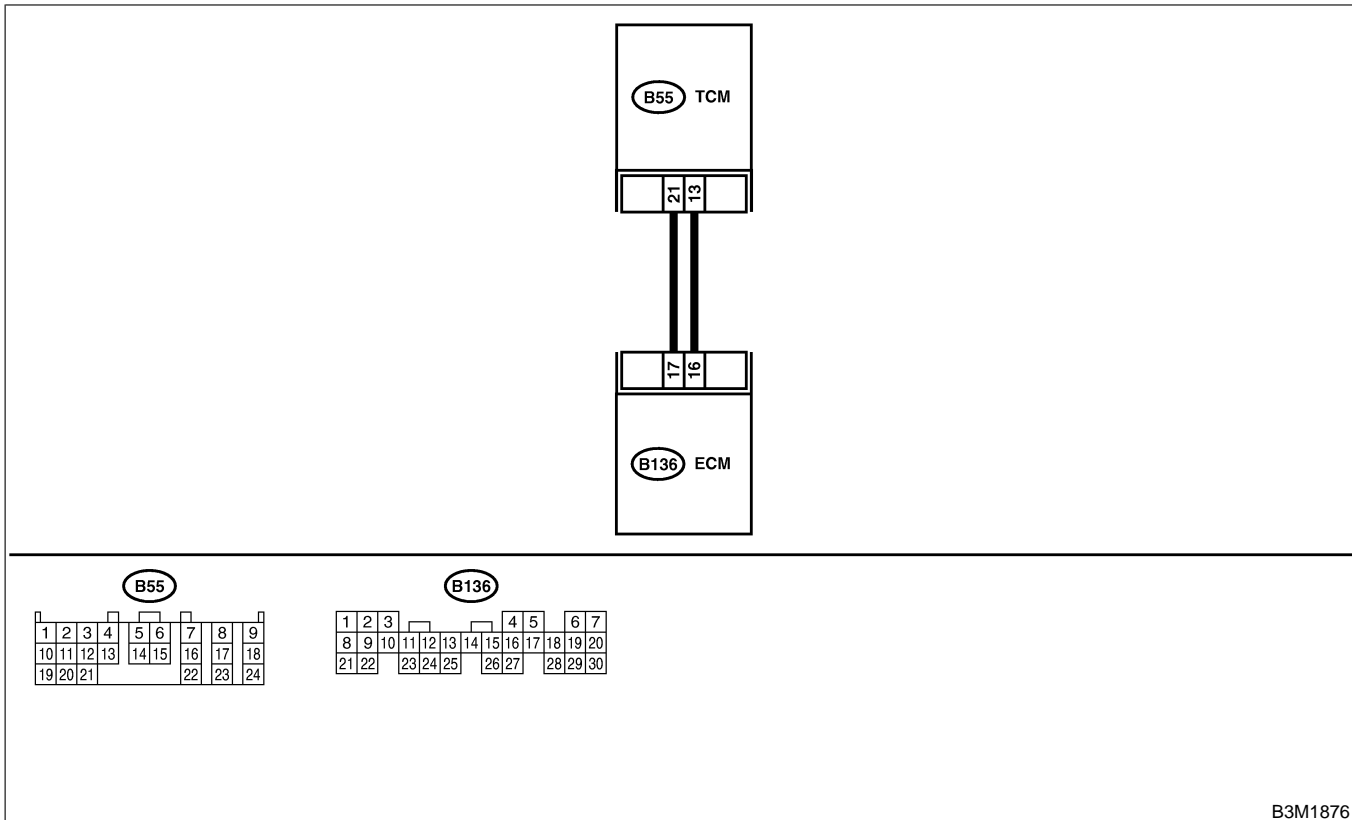 B55 TCM
21 13
17 16
B136 ECM
B55
1 2 3 4 5 6 7 8 9
10 11 12 13 14 15 16 17 18
19 20 21 22 23 24
B136
1 2 3 4 5 6 7
8 9 10 11 12 13 14 15 16 17 18 19 20
21 22 23 24 25 26 27 28 29 30
B3M1876